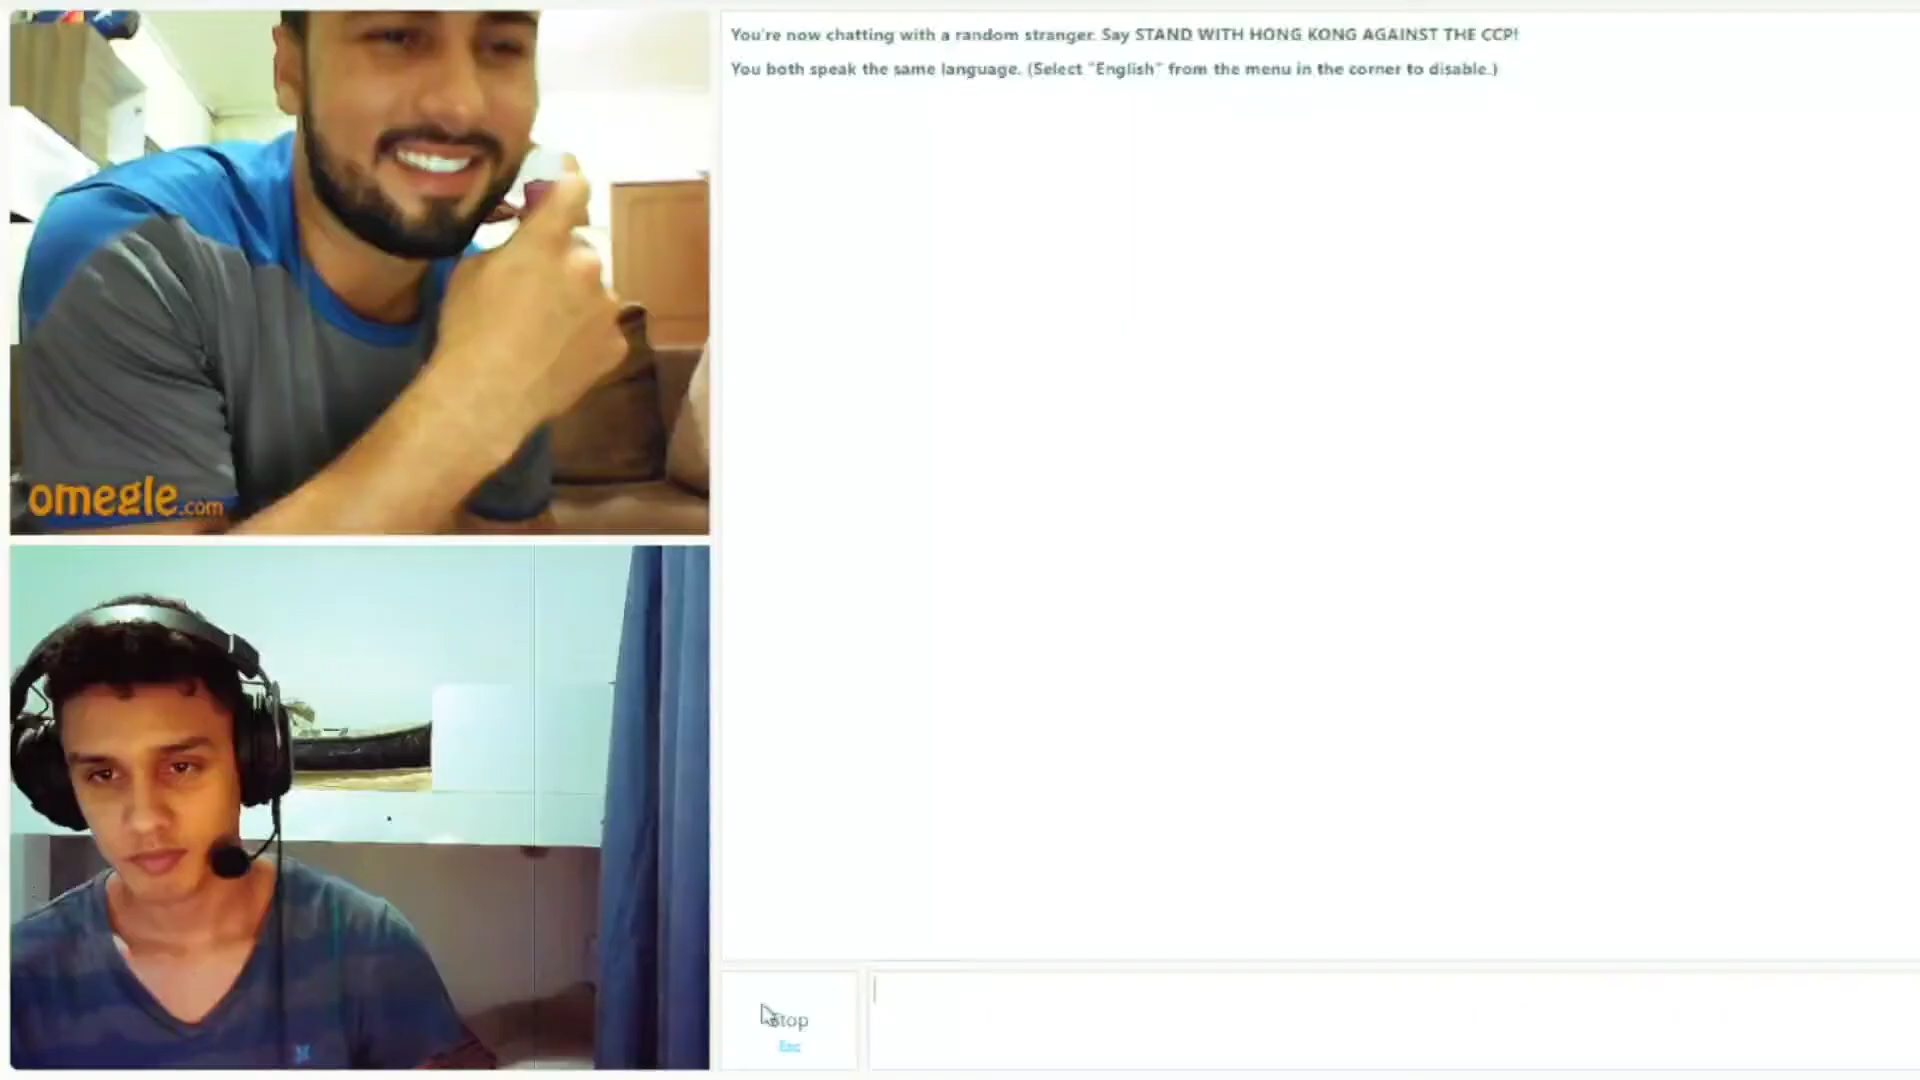 You're now chatting with a random stranger. Say STAND WITH HONG KONG AGAINST THE CCP!
You both speak the same language. (Select "English" from the menu in the corner to disable.)
omegle.com
Stop
Esc